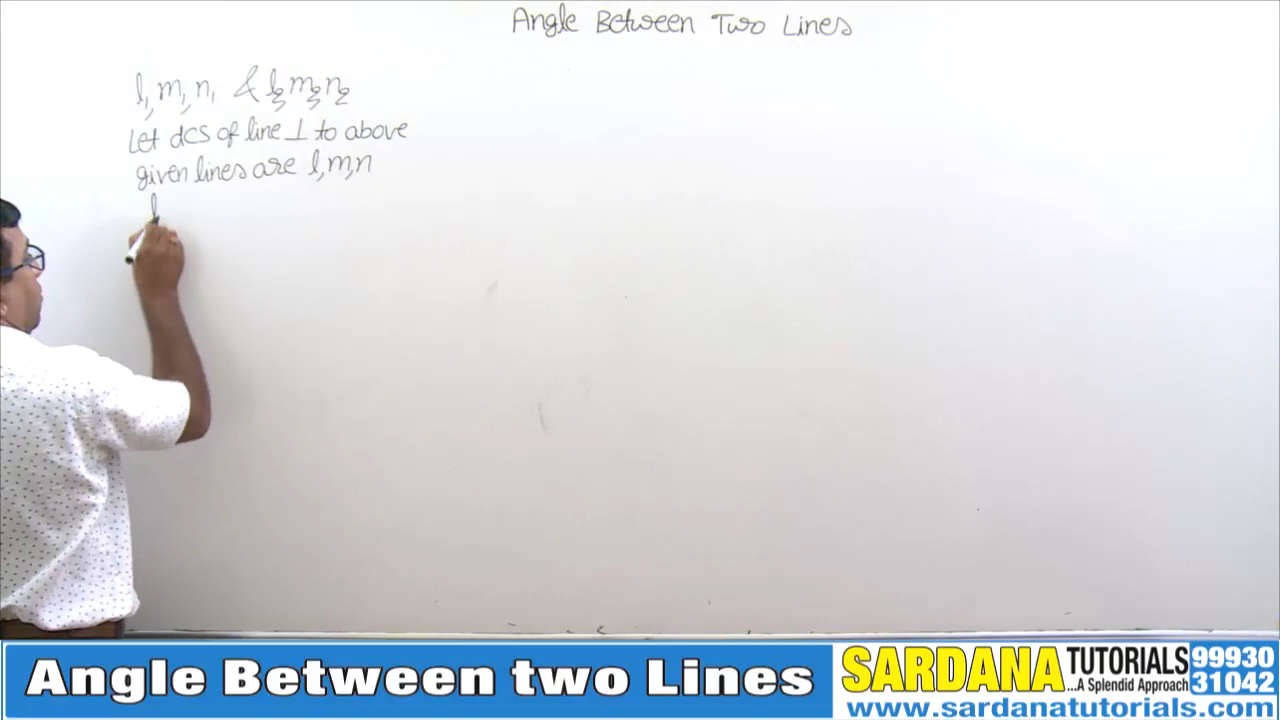 Angle Between Two Lines
l₁, m₁, n₁ & l₂, m₂, n₂
Let dcs of line ⊥ to above
given lines are l, m, n
l
Angle Between two Lines
SARDANA TUTORIALS 99930
...A Splendid Approach 31042
www.sardanatutorials.com